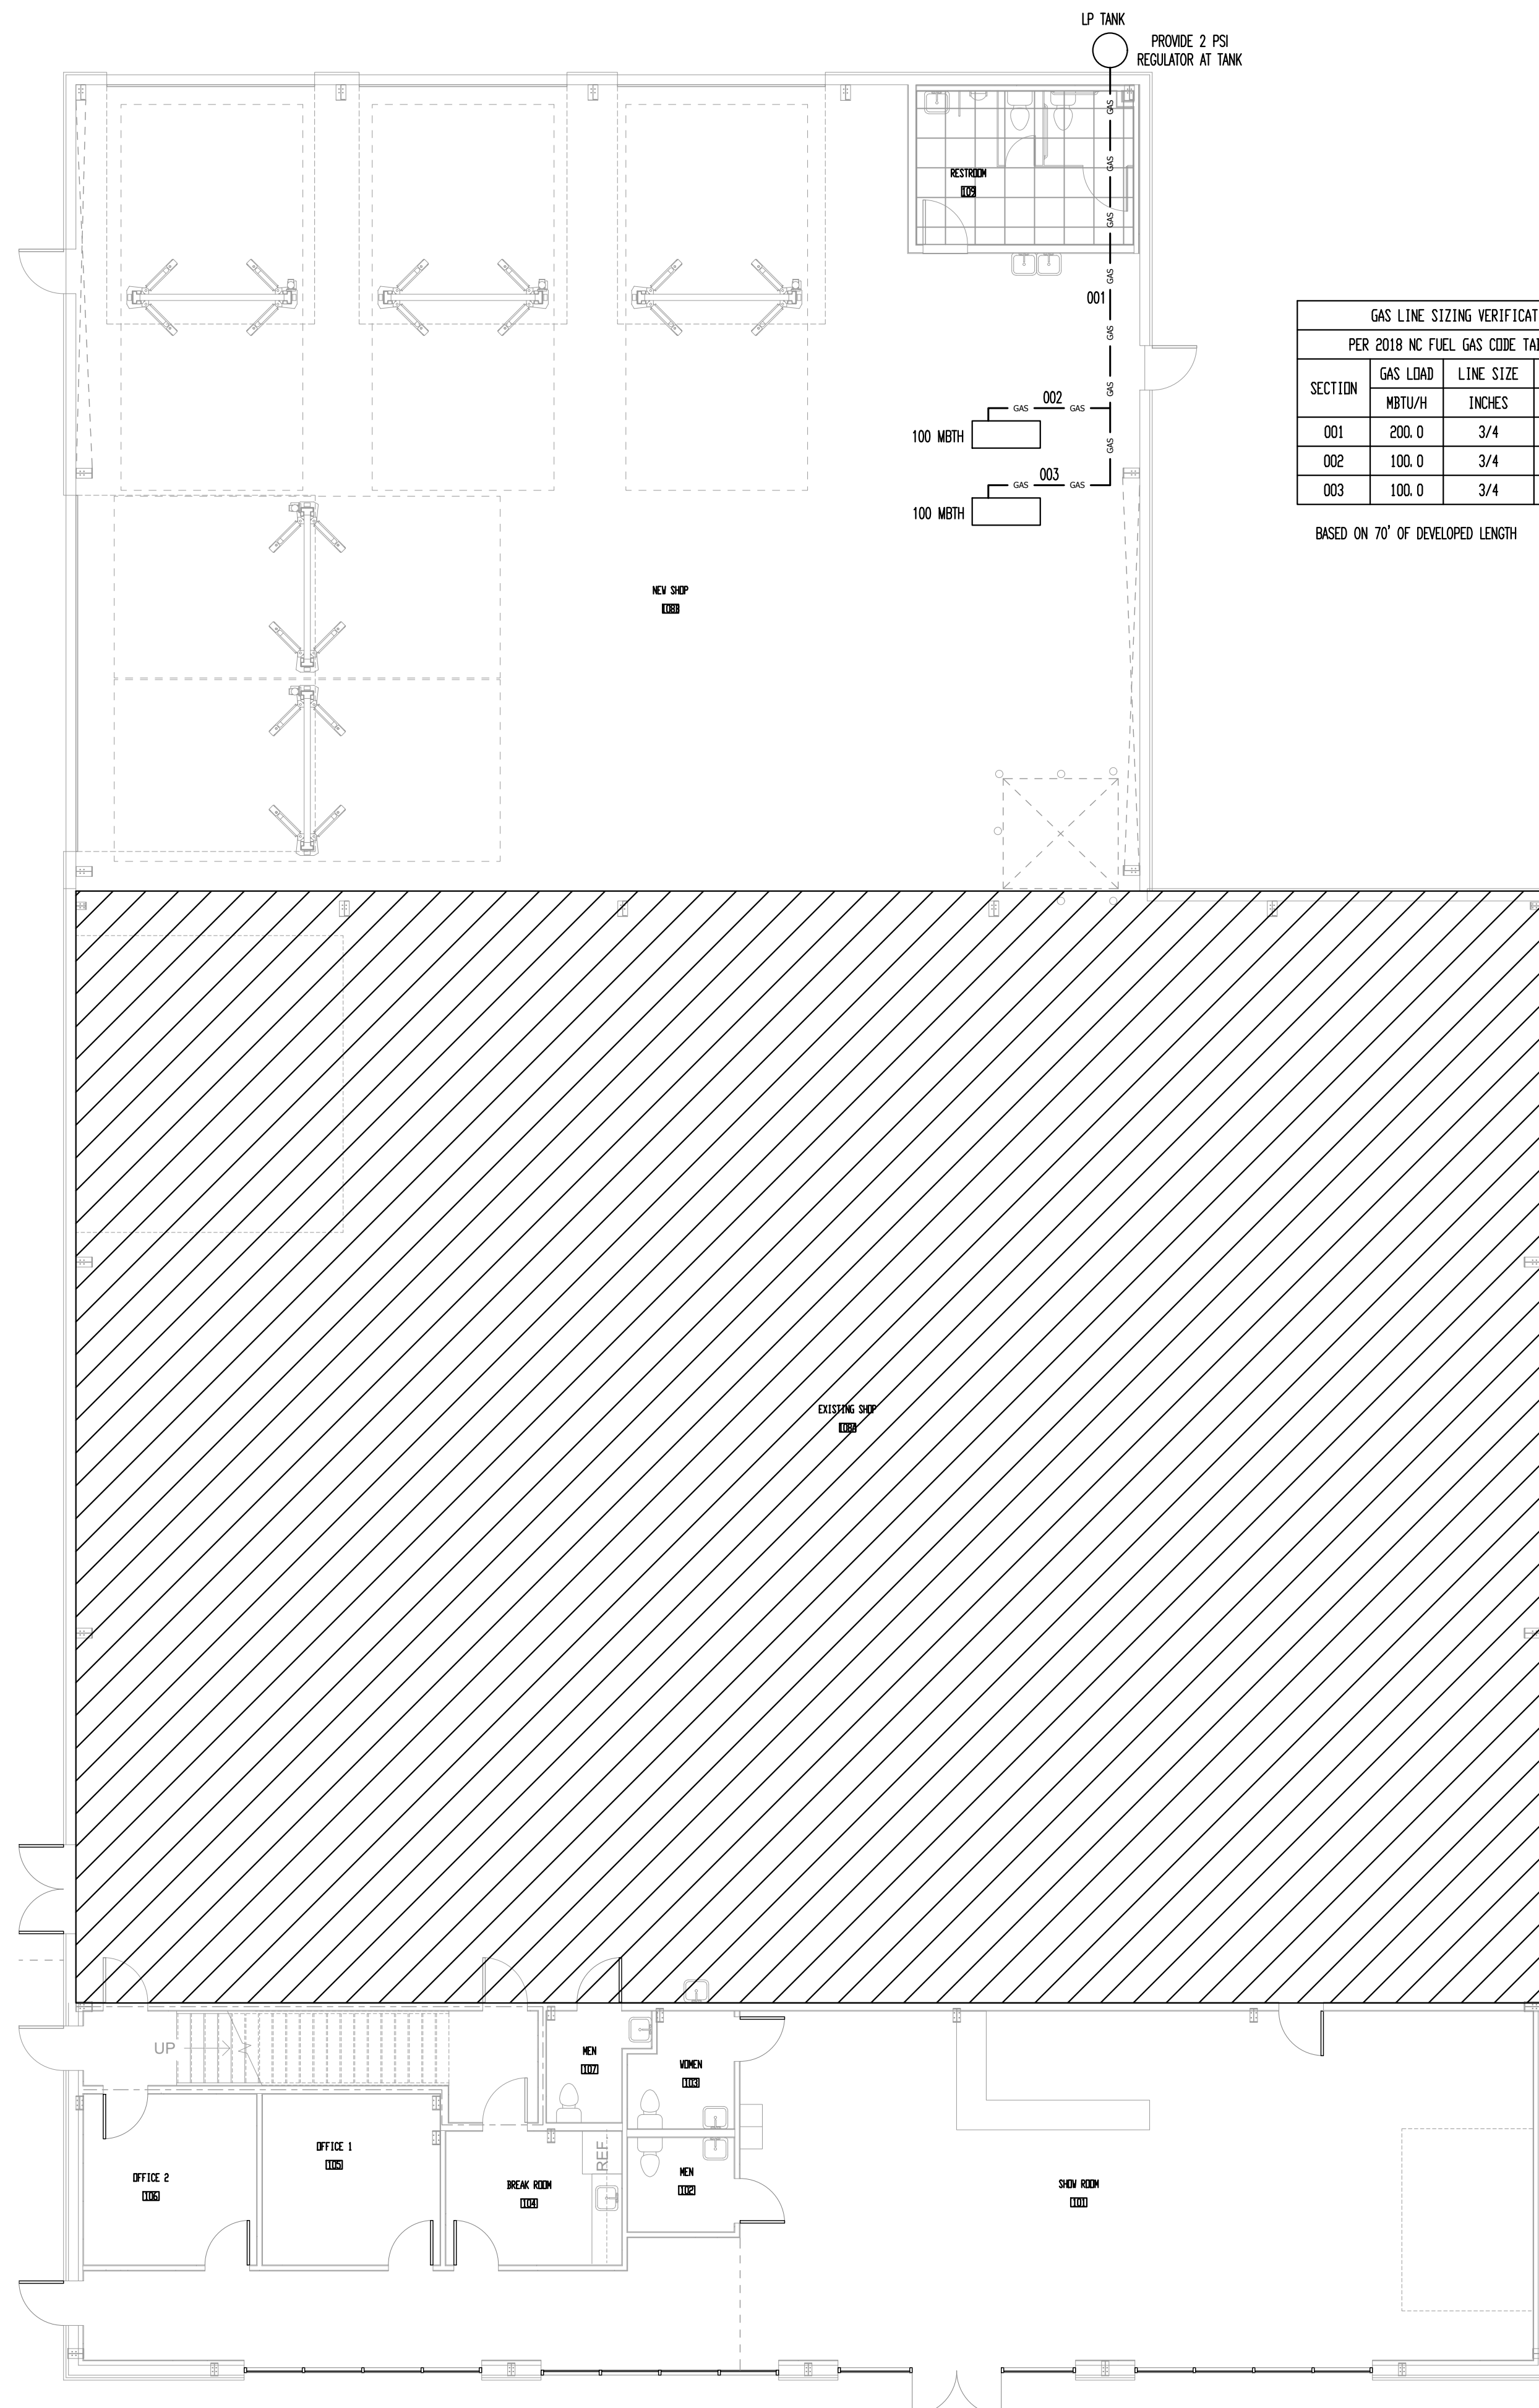 LP TANK
PROVIDE 2 PSI
REGULATOR AT TANK
GAS
GAS
RESTROOM
109
GAS
GAS
001
GAS
GAS
002
GAS GAS
100 MBTH
GAS
003
GAS GAS
100 MBTH
GAS LINE SIZING VERIFICAT
PER 2018 NC FUEL GAS CODE TA
SECTION
GAS LOAD LINE SIZE
MBTU/H INCHES
001 200.0 3/4
002 100.0 3/4
003 100.0 3/4
BASED ON 70' OF DEVELOPED LENGTH
NEW SHOP
108B
EXISTING SHOP
108A
UP
MEN
107
WOMEN
103
OFFICE 1
105
REF
OFFICE 2
106
BREAK ROOM
104
MEN
102
SHOW ROOM
101